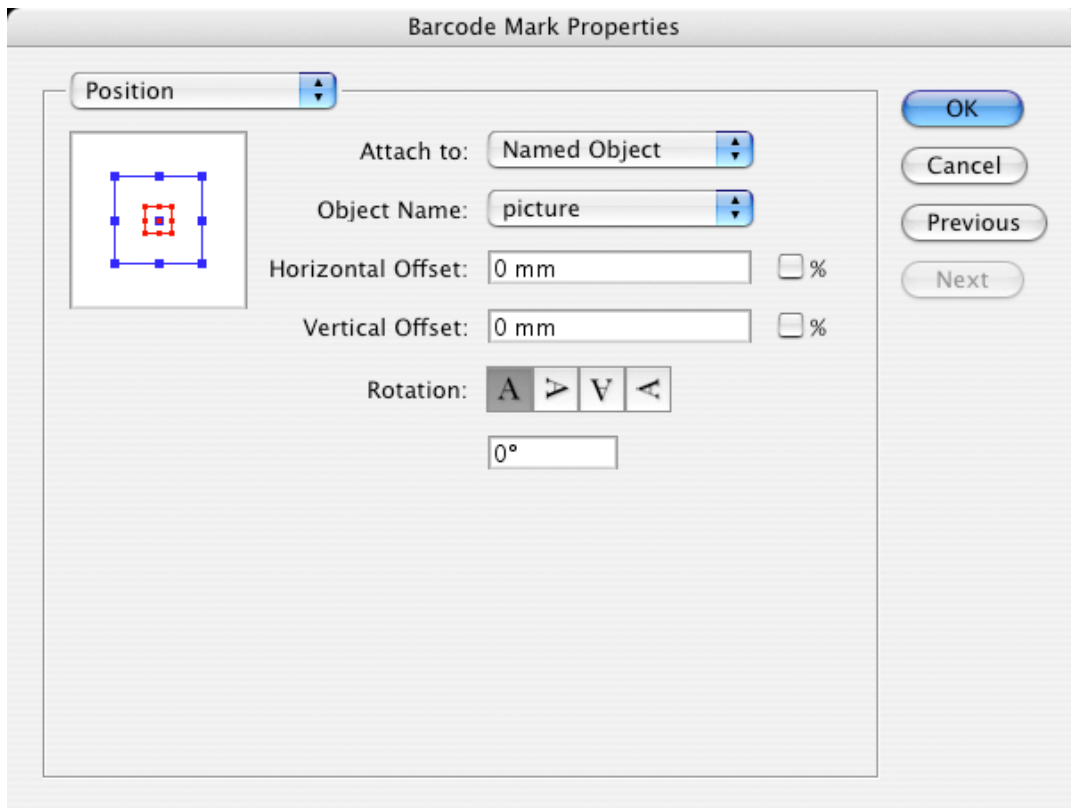 Barcode Mark Properties
Position
OK
Attach to: Named Object
Cancel
Object Name: picture
Previous
Horizontal Offset: 0 mm %
Next
Vertical Offset: 0 mm %
Rotation: A A A A
0°